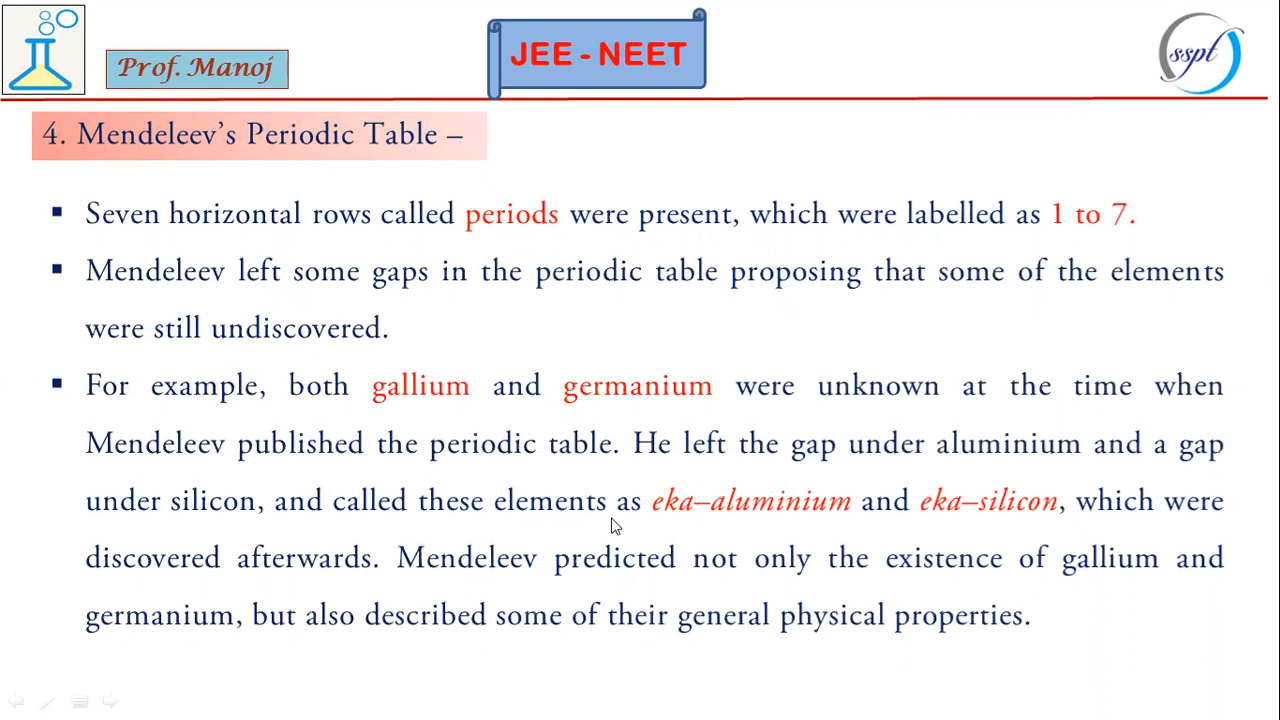 Prof. Manoj
JEE - NEET
sspt
4. Mendeleev’s Periodic Table –
▪ Seven horizontal rows called periods were present, which were labelled as 1 to 7.
▪ Mendeleev left some gaps in the periodic table proposing that some of the elements
were still undiscovered.
▪ For example, both gallium and germanium were unknown at the time when
Mendeleev published the periodic table. He left the gap under aluminium and a gap
under silicon, and called these elements as eka–aluminium and eka–silicon, which were
discovered afterwards. Mendeleev predicted not only the existence of gallium and
germanium, but also described some of their general physical properties.